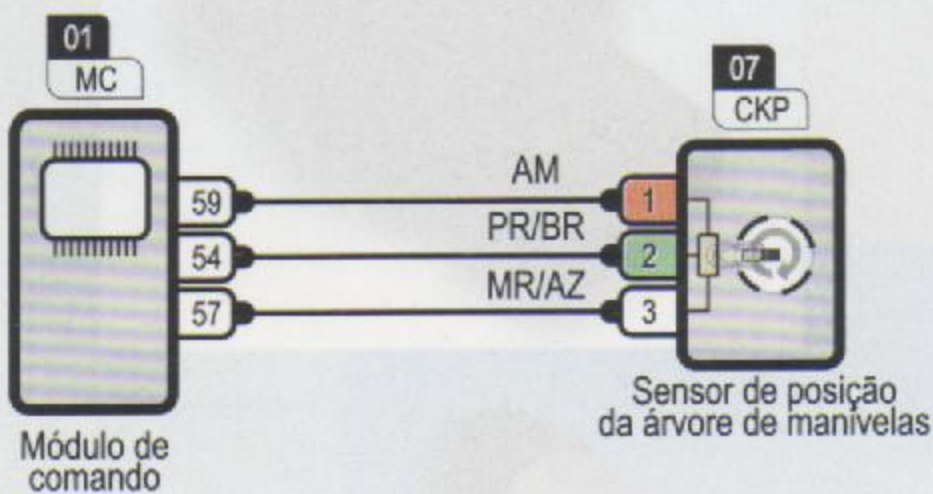 01
MC
07
CKP
59
AM
1
54
PR/BR
2
57
MR/AZ
3
Módulo de
comando
Sensor de posição
da árvore de manivelas